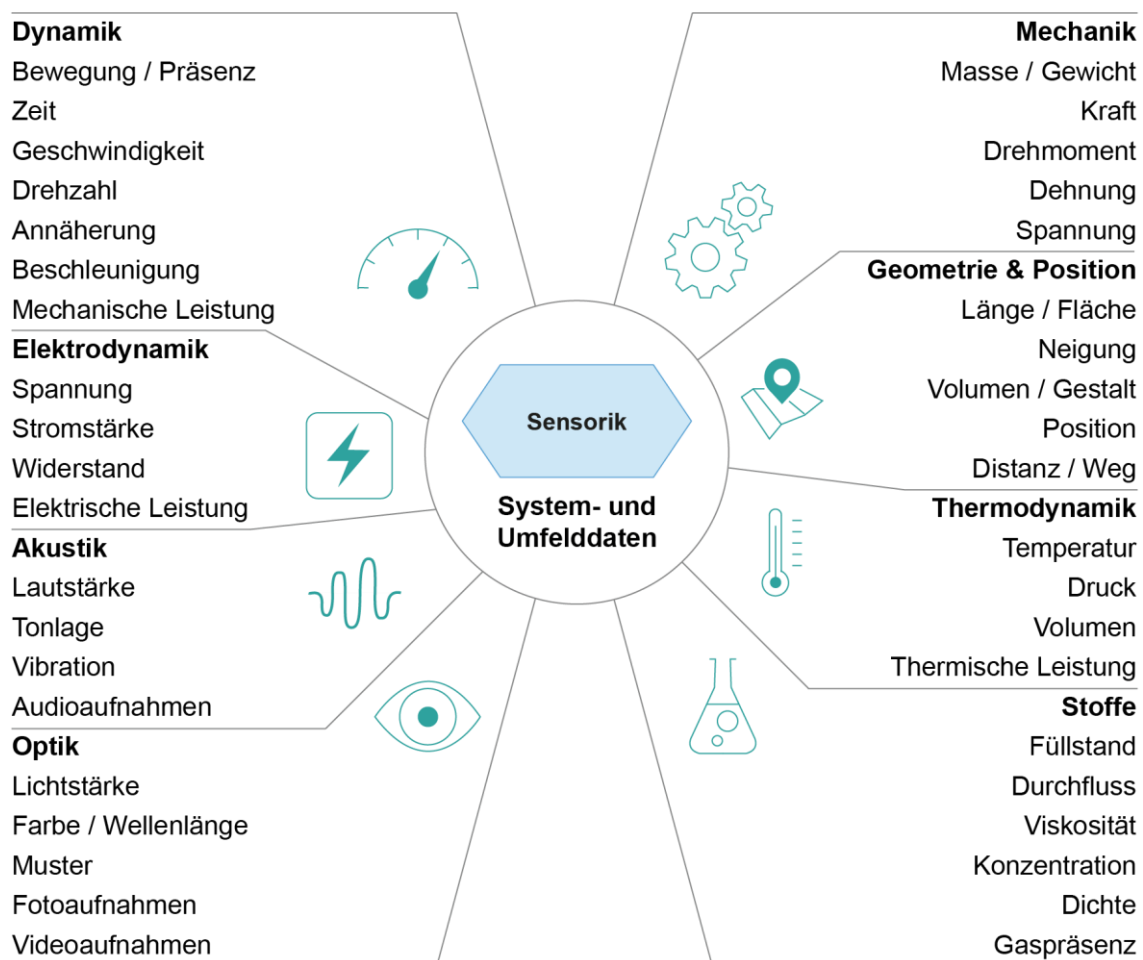 Dynamik
Bewegung / Präsenz
Zeit
Geschwindigkeit
Drehzahl
Annäherung
Beschleunigung
Mechanische Leistung
Elektrodynamik
Spannung
Stromstärke
Widerstand
Elektrische Leistung
Akustik
Lautstärke
Tonlage
Vibration
Audioaufnahmen
Optik
Lichtstärke
Farbe / Wellenlänge
Muster
Fotoaufnahmen
Videoaufnahmen
Sensorik
System- und
Umfelddaten
Mechanik
Masse / Gewicht
Kraft
Drehmoment
Dehnung
Spannung
Geometrie & Position
Länge / Fläche
Neigung
Volumen / Gestalt
Position
Distanz / Weg
Thermodynamik
Temperatur
Druck
Volumen
Thermische Leistung
Stoffe
Füllstand
Durchfluss
Viskosität
Konzentration
Dichte
Gaspräsenz